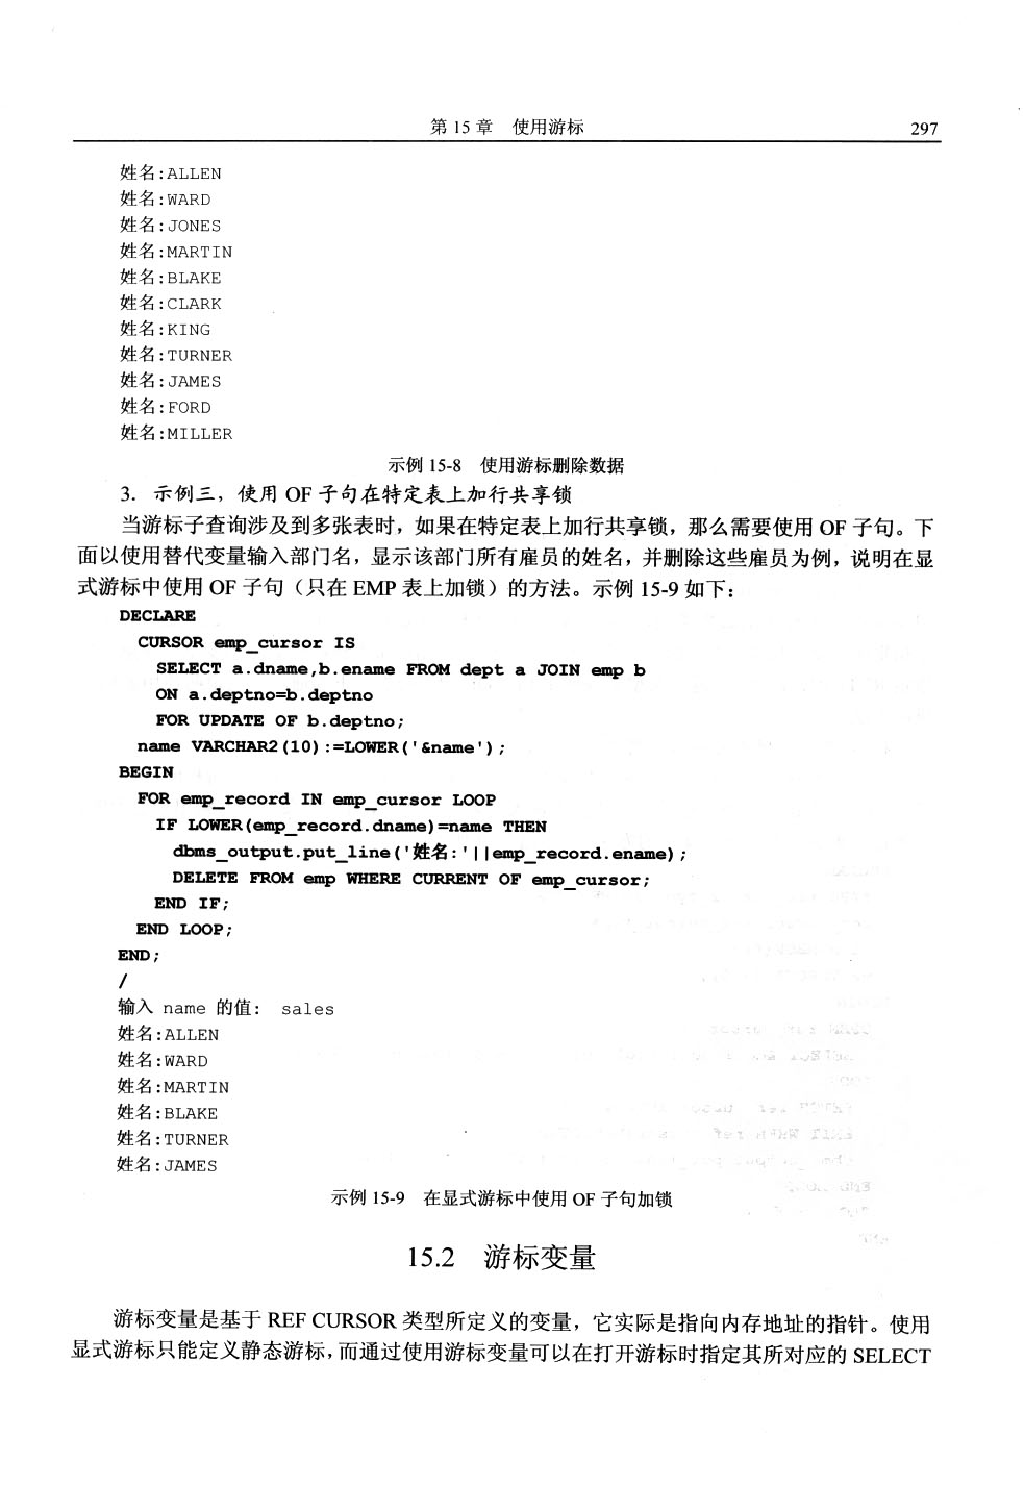 第 15 章 使用游标 297
姓名:ALLEN
姓名:WARD
姓名:JONES
姓名:MARTIN
姓名:BLAKE
姓名:CLARK
姓名:KING
姓名:TURNER
姓名:JAMES
姓名:FORD
姓名:MILLER
示例 15-8 使用游标删除数据
3. 示例三，使用 OF 子句在特定表上加行共享锁
当游标子查询涉及到多张表时，如果在特定表上加行共享锁，那么需要使用 OF 子句。下
面以使用替代变量输入部门名，显示该部门所有雇员的姓名，并删除这些雇员为例，说明在显
式游标中使用 OF 子句（只在 EMP 表上加锁）的方法。示例 15-9 如下：
DECLARE
CURSOR emp_cursor IS
SELECT a.dname,b.ename FROM dept a JOIN emp b
ON a.deptno=b.deptno
FOR UPDATE OF b.deptno;
name VARCHAR2(10):=LOWER('&name');
BEGIN
FOR emp_record IN emp_cursor LOOP
IF LOWER(emp_record.dname)=name THEN
dbms_output.put_line('姓名:'||emp_record.ename);
DELETE FROM emp WHERE CURRENT OF emp_cursor;
END IF;
END LOOP;
END;
/
输入 name 的值: sales
姓名:ALLEN
姓名:WARD
姓名:MARTIN
姓名:BLAKE
姓名:TURNER
姓名:JAMES
示例 15-9 在显式游标中使用 OF 子句加锁
15.2 游标变量
游标变量是基于 REF CURSOR 类型所定义的变量，它实际是指向内存地址的指针。使用
显式游标只能定义静态游标，而通过使用游标变量可以在打开游标时指定其所对应的 SELECT